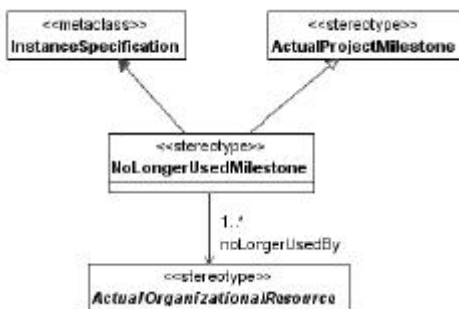 <<metaclass>>
InstanceSpecification
<<stereotype>>
ActualProjectMilestone
<<stereotype>>
NoLongerUsedMilestone
1..*
noLongerUsedBy
<<stereotype>>
ActualOrganizationalResource